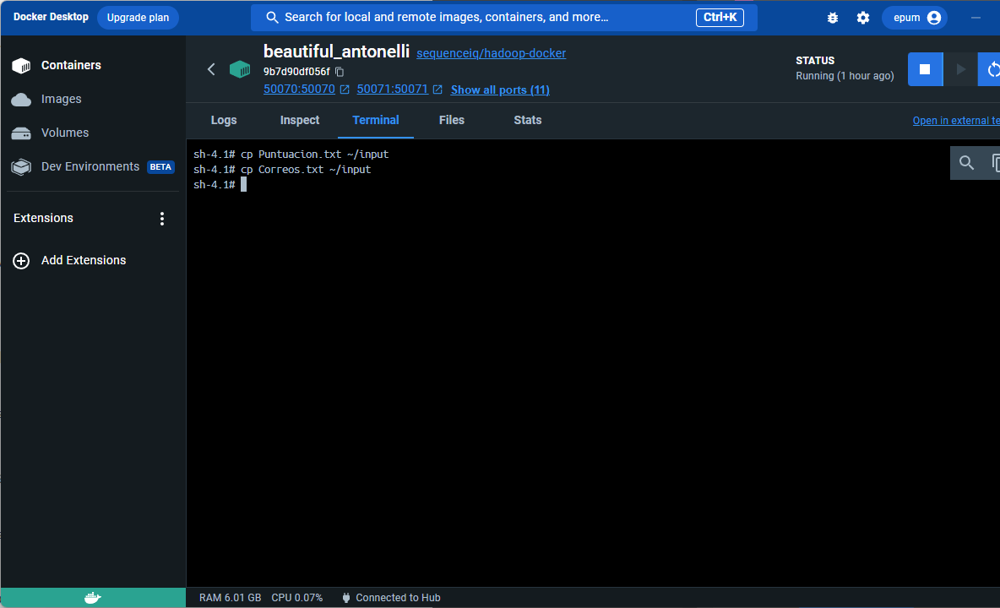 Docker Desktop
Upgrade plan
Search for local and remote images, containers, and more...
Ctrl+K
epum
Containers
Images
Volumes
Dev Environments
BETA
Extensions
Add Extensions
beautiful_antonelli
sequenceiq/hadoop-docker
9b7d90df056f
50070:50070
50071:50071
Show all ports (11)
STATUS
Running (1 hour ago)
Logs
Inspect
Terminal
Files
Stats
Open in external te
sh-4.1# cp Puntuacion.txt ~/input
sh-4.1# cp Correos.txt ~/input
sh-4.1#
RAM 6.01 GB
CPU 0.07%
Connected to Hub